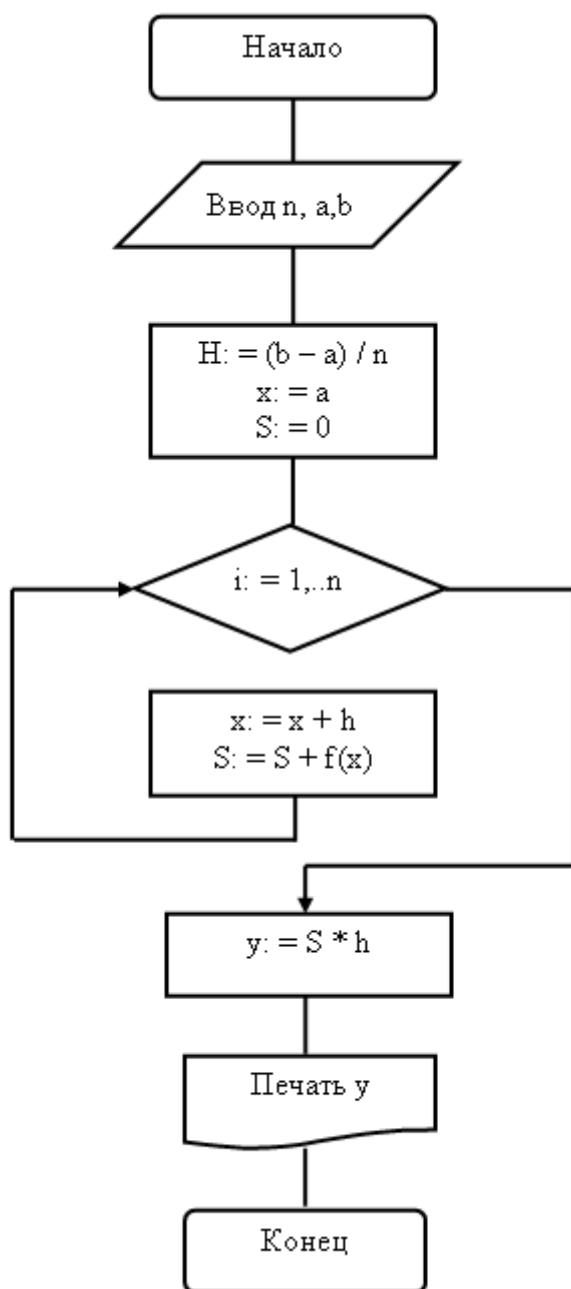 Начало
Ввод n, a,b
H: = (b – a) / n
x: = a
S: = 0
i: = 1,..n
x: = x + h
S: = S + f(x)
y: = S * h
Печать y
Конец